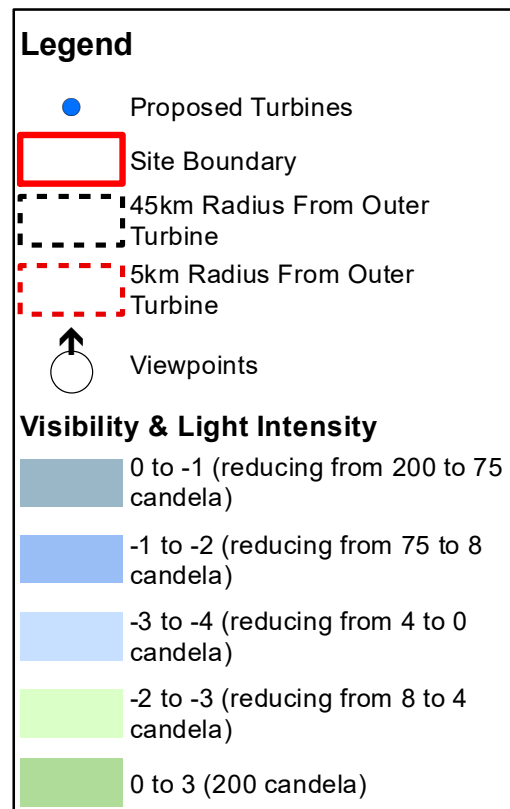 Legend
Proposed Turbines
Site Boundary
45km Radius From Outer
Turbine
5km Radius From Outer
Turbine
Viewpoints
Visibility & Light Intensity
0 to -1 (reducing from 200 to 75
candela)
-1 to -2 (reducing from 75 to 8
candela)
-3 to -4 (reducing from 4 to 0
candela)
-2 to -3 (reducing from 8 to 4
candela)
0 to 3 (200 candela)